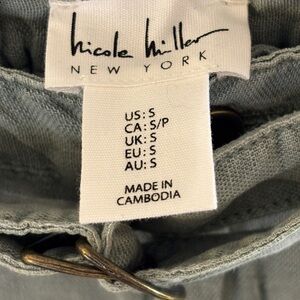 nicole miller
NEW YORK
US: S
CA: S/P
UK: S
EU: S
AU: S
MADE IN
CAMBODIA